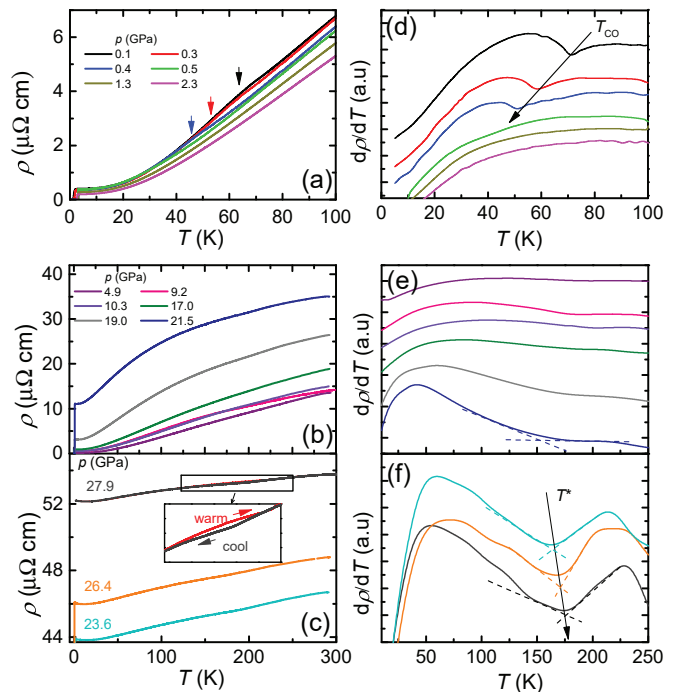 p (GPa)
0.1 0.3
0.4 0.5
1.3 2.3
6
4
2
0
ρ (μΩ cm)
(a)
0 20 40 60 80 100
T (K)
(d)
T_CO
dρ/dT (a.u)
0 20 40 60 80 100
T (K)
p (GPa)
4.9 9.2
10.3 17.0
19.0 21.5
40
30
20
10
0
ρ (μΩ cm)
(b)
(e)
dρ/dT (a.u)
p (GPa)
27.9
52
48
44
ρ (μΩ cm)
warm
cool
26.4
23.6
(c)
0 100 200 300
T (K)
(f)
T*
dρ/dT (a.u)
50 100 150 200 250
T (K)